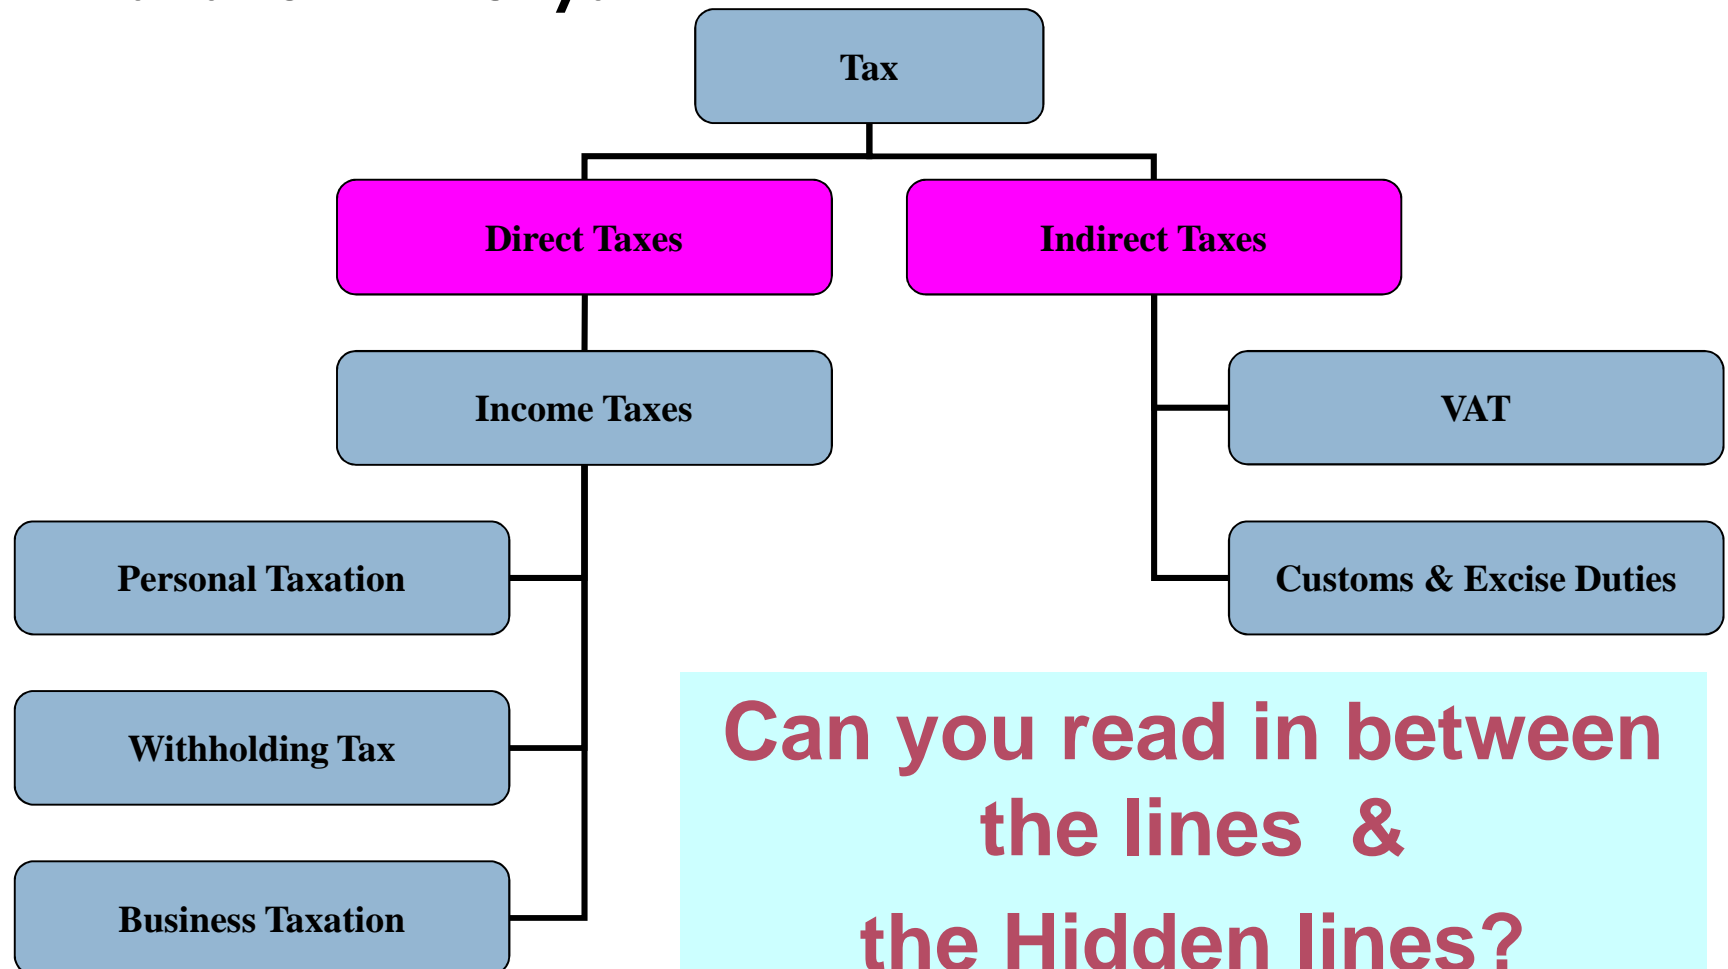 Tax
Direct Taxes
Indirect Taxes
Income Taxes
VAT
Personal Taxation
Customs & Excise Duties
Withholding Tax
Business Taxation
Can you read in between
the lines &
the Hidden lines?